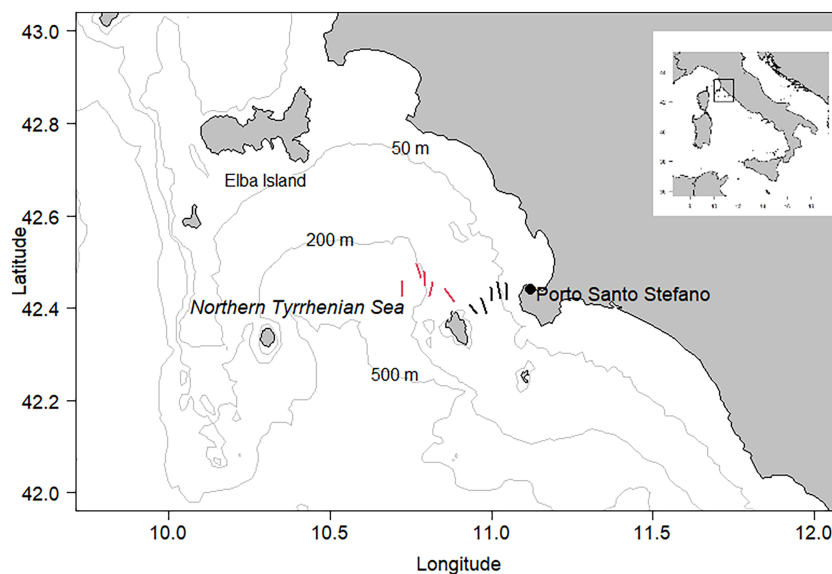 43.0
42.8
50 m
Elba Island
42.6
200 m
Latitude
42.4
Northern Tyrrhenian Sea
Porto Santo Stefano
500 m
42.2
42.0
10.0
10.5
11.0
11.5
12.0
Longitude